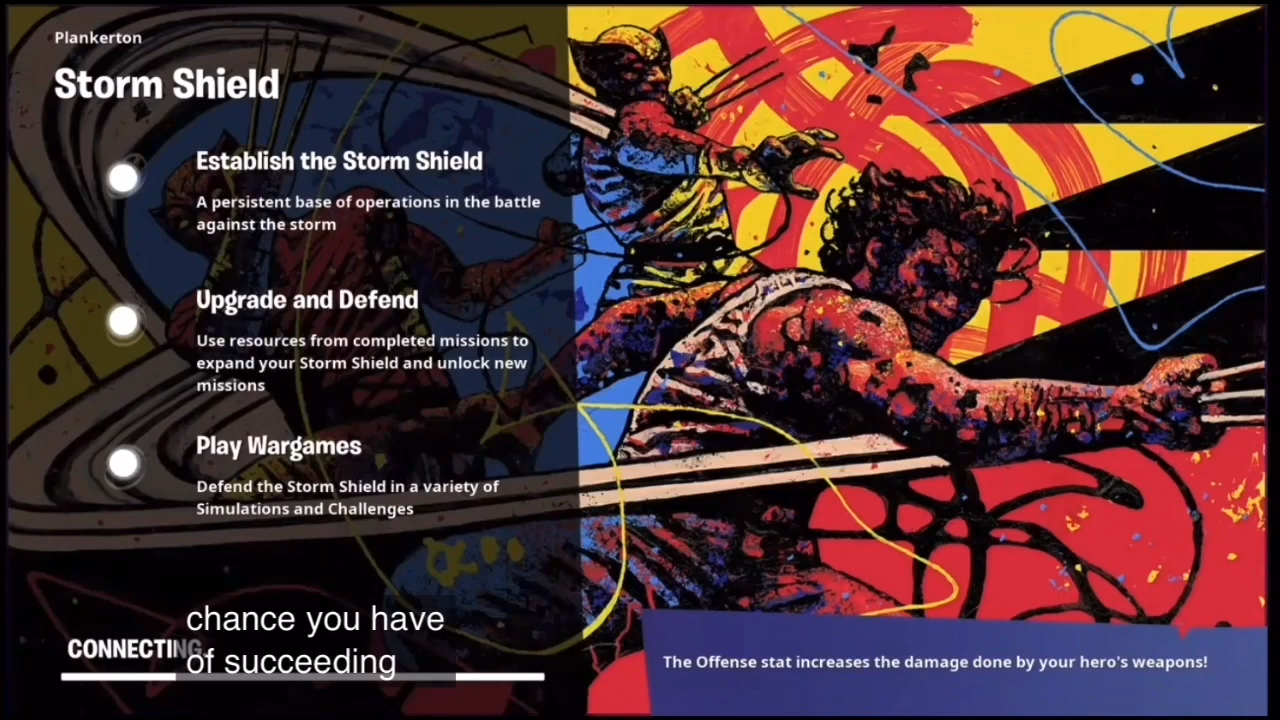 Plankerton
Storm Shield
Establish the Storm Shield
A persistent base of operations in the battle
against the storm
Upgrade and Defend
Use resources from completed missions to
expand your Storm Shield and unlock new
missions
Play Wargames
Defend the Storm Shield in a variety of
Simulations and Challenges
chance you have
CONNECTING
of succeeding
The Offense stat increases the damage done by your hero's weapons!